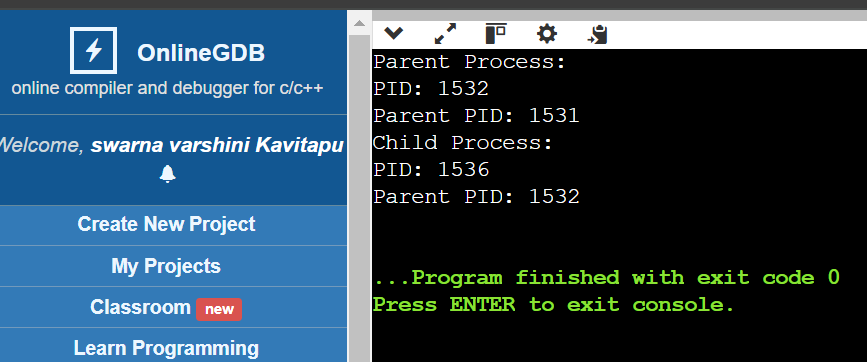 OnlineGDB
online compiler and debugger for c/c++
Welcome, swarna varshini Kavitapu
Create New Project
My Projects
Classroom new
Learn Programming
Parent Process:
PID: 1532
Parent PID: 1531
Child Process:
PID: 1536
Parent PID: 1532
...Program finished with exit code 0
Press ENTER to exit console.